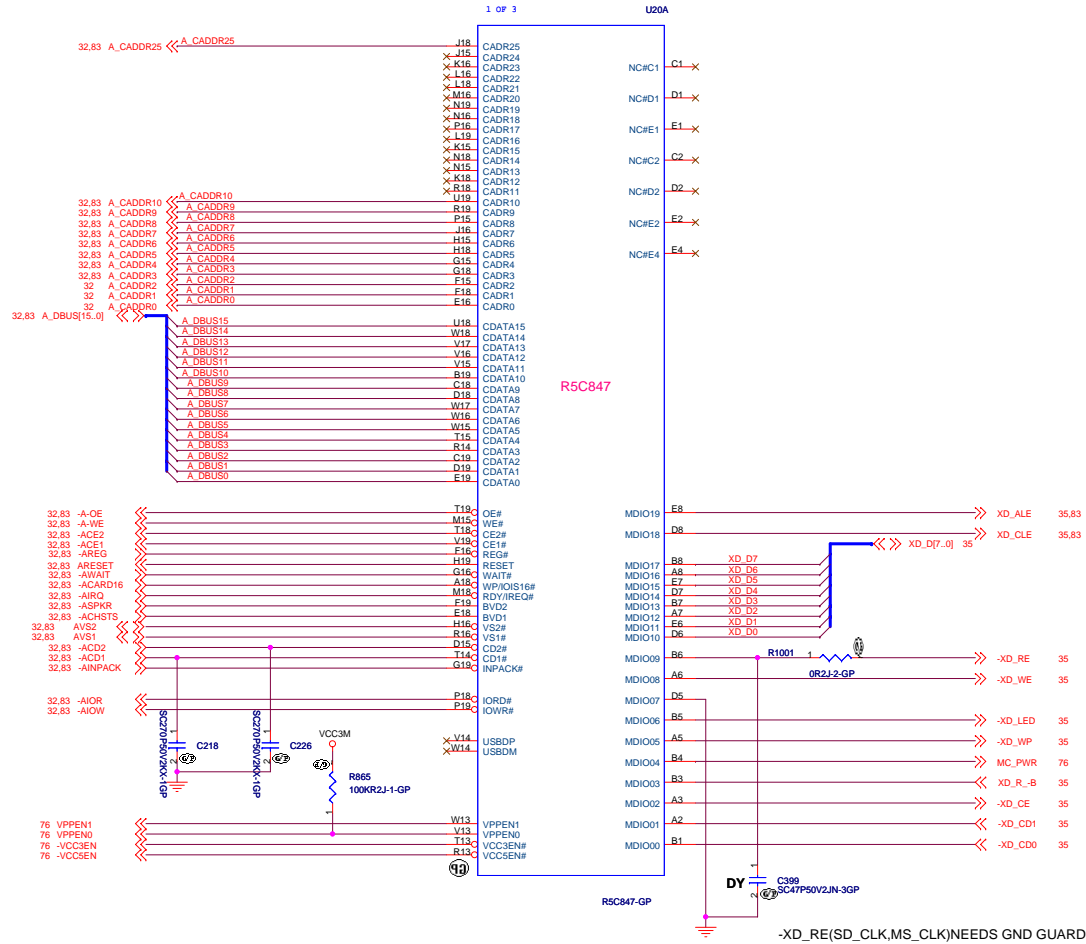 1 OF 3
U20A
32,83 A_CADDR25 A_CADDR25 J18 CADR25
J15 CADR24
K16 CADR23
L16 CADR22
L18 CADR21
M16 CADR20
N19 CADR19
N16 CADR18
P16 CADR17
L19 CADR16
K15 CADR15
N18 CADR14
N15 CADR13
K18 CADR12
R18 CADR11
32,83 A_CADDR10 A_CADDR10 U19 CADR10
32,83 A_CADDR9 A_CADDR9 R19 CADR9
32,83 A_CADDR8 A_CADDR8 P15 CADR8
32,83 A_CADDR7 A_CADDR7 J16 CADR7
32,83 A_CADDR6 A_CADDR6 H15 CADR6
32,83 A_CADDR5 A_CADDR5 H18 CADR5
32,83 A_CADDR4 A_CADDR4 G15 CADR4
32,83 A_CADDR3 A_CADDR3 G18 CADR3
32 A_CADDR2 A_CADDR2 F15 CADR2
32 A_CADDR1 A_CADDR1 F18 CADR1
32 A_CADDR0 A_CADDR0 E16 CADR0
32,83 A_DBUS[15..0]
A_DBUS15 U18 CDATA15
A_DBUS14 W18 CDATA14
A_DBUS13 V17 CDATA13
A_DBUS12 V16 CDATA12
A_DBUS11 V15 CDATA11
A_DBUS10 B19 CDATA10
A_DBUS9 C18 CDATA9
A_DBUS8 D18 CDATA8
A_DBUS7 W17 CDATA7
A_DBUS6 W16 CDATA6
A_DBUS5 W15 CDATA5
A_DBUS4 T15 CDATA4
A_DBUS3 R14 CDATA3
A_DBUS2 C19 CDATA2
A_DBUS1 D19 CDATA1
A_DBUS0 E19 CDATA0
32,83 -A-OE T19 OE#
32,83 -A-WE M15 WE#
32,83 -ACE2 T18 CE2#
32,83 -ACE1 V19 CE1#
32,83 -AREG F16 REG#
32,83 ARESET H19 RESET
32,83 -AWAIT G16 WAIT#
32,83 -ACARD16 A18 WP/IOIS16#
32,83 -AIRQ M18 RDY/IREQ#
32,83 -ASPKR F19 BVD2
32,83 -ACHSTS E18 BVD1
32,83 AVS2 H16 VS2#
32,83 AVS1 R16 VS1#
32,83 -ACD2 D15 CD2#
32,83 -ACD1 T14 CD1#
32,83 -AINPACK G19 INPACK#
32,83 -AIOR P18 IORD#
32,83 -AIOW P19 IOWR#
V14 USBDP
W14 USBDM
SC270P50V2KX-1GP
1
2
C218
SC270P50V2KX-1GP
1
2
C226
VCC3M
R865
100KR2J-1-GP
1
76 VPPEN1 W13 VPPEN1
76 VPPEN0 V13 VPPEN0
76 -VCC3EN T13 VCC3EN#
76 -VCC5EN R13 VCC5EN#
R5C847
NC#C1 C1
NC#D1 D1
NC#E1 E1
NC#C2 C2
NC#D2 D2
NC#E2 E2
NC#E4 E4
MDIO19 E8 XD_ALE 35,83
MDIO18 D8 XD_CLE 35,83
XD_D[7..0] 35
MDIO17 B8 XD_D7
MDIO16 A8 XD_D6
MDIO15 E7 XD_D5
MDIO14 D7 XD_D4
MDIO13 B7 XD_D3
MDIO12 A7 XD_D2
MDIO11 E6 XD_D1
MDIO10 D6 XD_D0
MDIO09 B6 R1001 1 -XD_RE 35
0R2J-2-GP
MDIO08 A6 -XD_WE 35
MDIO07 D5
MDIO06 B5 -XD_LED 35
MDIO05 A5 -XD_WP 35
MDIO04 B4 MC_PWR 76
MDIO03 B3 XD_R_-B 35
MDIO02 A3 -XD_CE 35
MDIO01 A2 -XD_CD1 35
MDIO00 B1 -XD_CD0 35
1
DY C399
SC47P50V2JN-3GP
2
R5C847-GP
-XD_RE(SD_CLK,MS_CLK)NEEDS GND GUARD